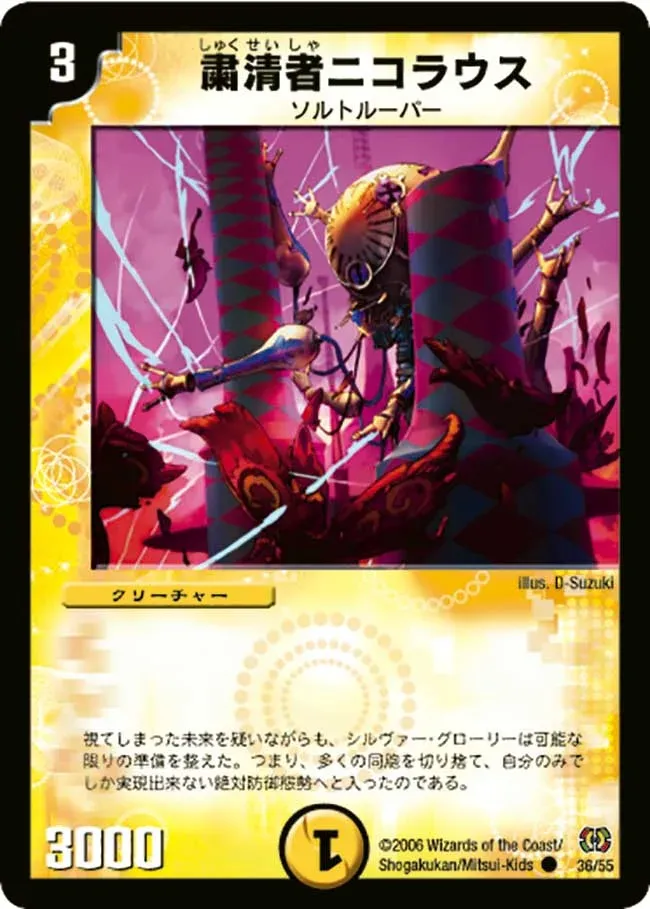 3
しゅくせいしゃ
粛清者ニコラウス
ソルトルーパー
illus. D-Suzuki
クリーチャー
視てしまった未来を疑いながらも、シルヴァー・グローリーは可能な
限りの準備を整えた。つまり、多くの同胞を切り捨て、自分のみで
しか実現出来ない絶対防御態勢へと入ったのである。
3000
1
©2006 Wizards of the Coast/
Shogakukan/Mitsui-Kids
36/55